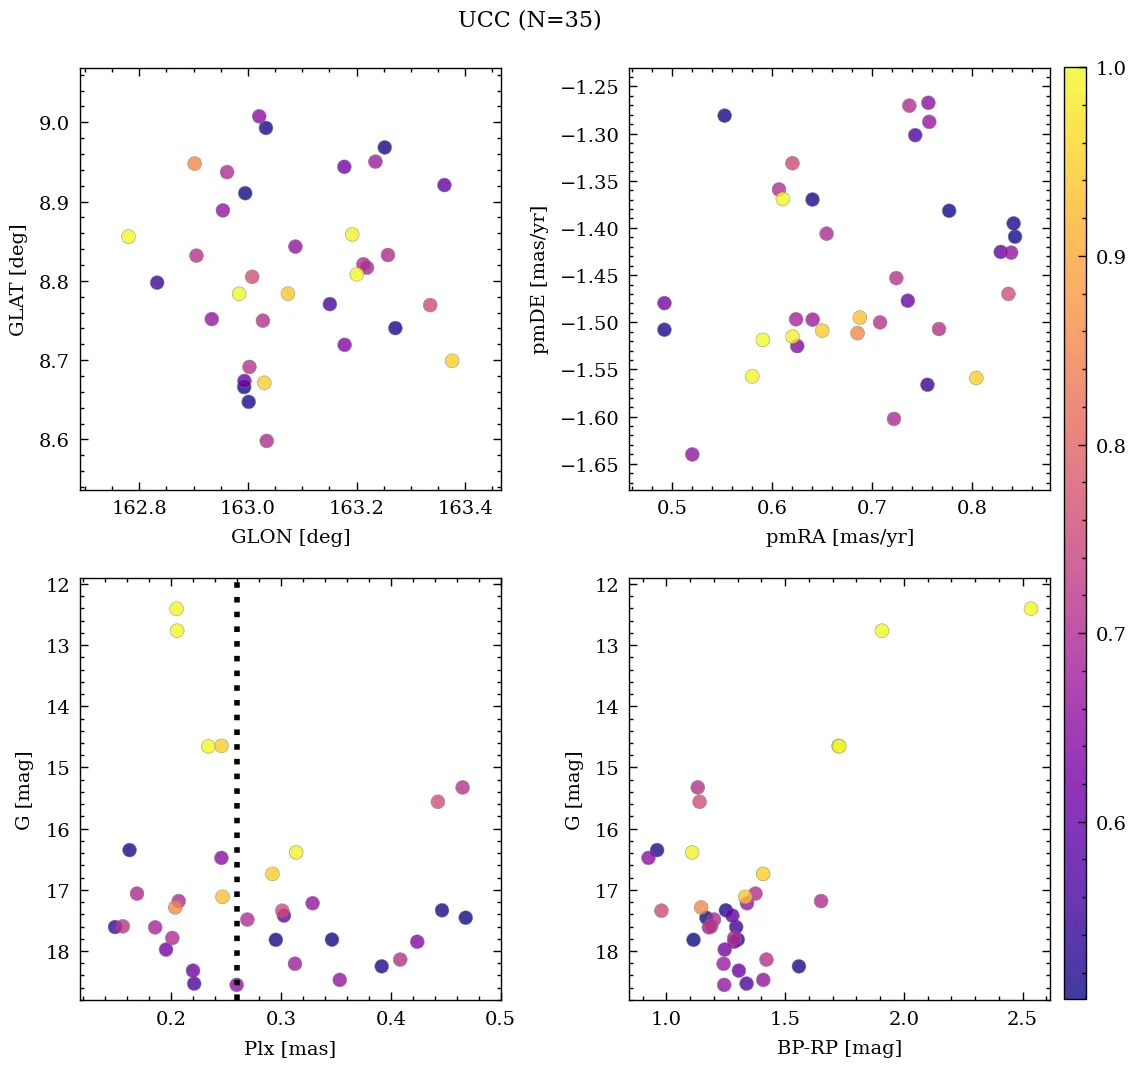 UCC (N=35)
9.0
8.9
8.8
8.7
8.6
GLAT [deg]
162.8 163.0 163.2 163.4
GLON [deg]
−1.25
−1.30
−1.35
−1.40
−1.45
−1.50
−1.55
−1.60
−1.65
pmDE [mas/yr]
0.5 0.6 0.7 0.8
pmRA [mas/yr]
1.0
0.9
0.8
0.7
0.6
12
13
14
15
16
17
18
G [mag]
0.2 0.3 0.4 0.5
Plx [mas]
12
13
14
15
16
17
18
G [mag]
1.0 1.5 2.0 2.5
BP-RP [mag]